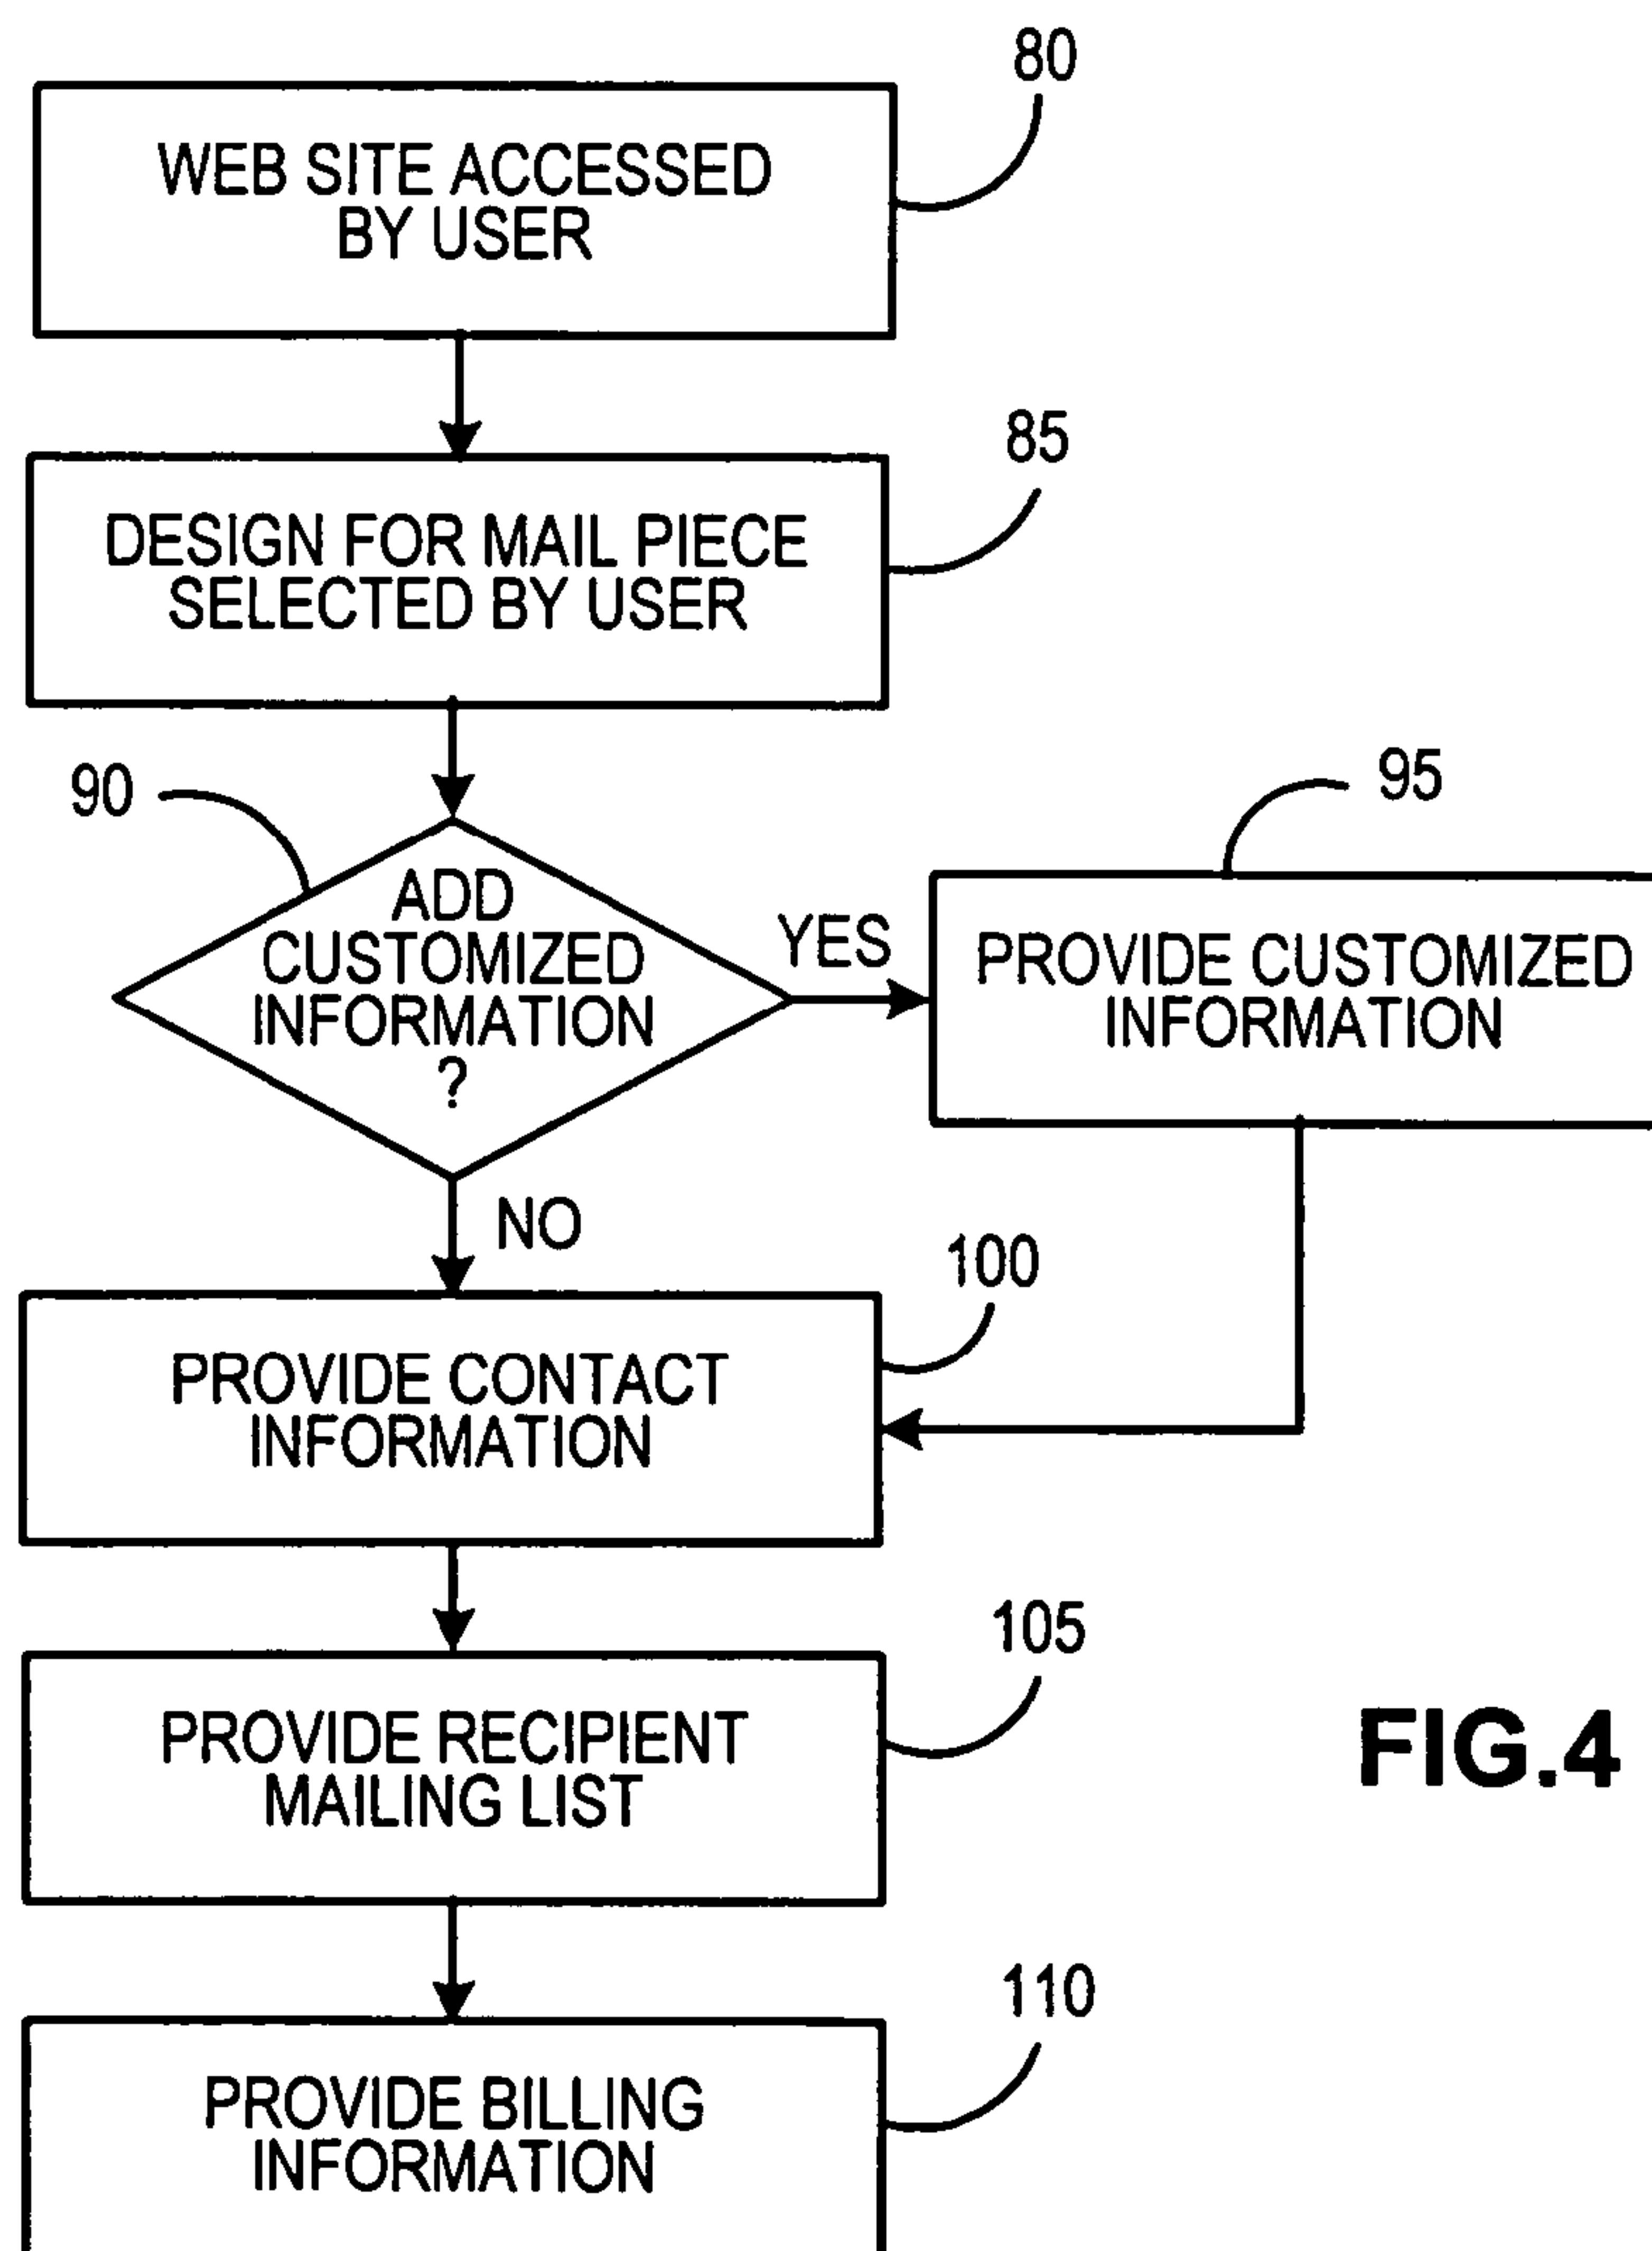 80
WEB SITE ACCESSED
BY USER
85
DESIGN FOR MAIL PIECE
SELECTED BY USER
90
ADD
CUSTOMIZED
INFORMATION
?
YES
95
PROVIDE CUSTOMIZED
INFORMATION
NO
100
PROVIDE CONTACT
INFORMATION
105
PROVIDE RECIPIENT
MAILING LIST
FIG.4
110
PROVIDE BILLING
INFORMATION